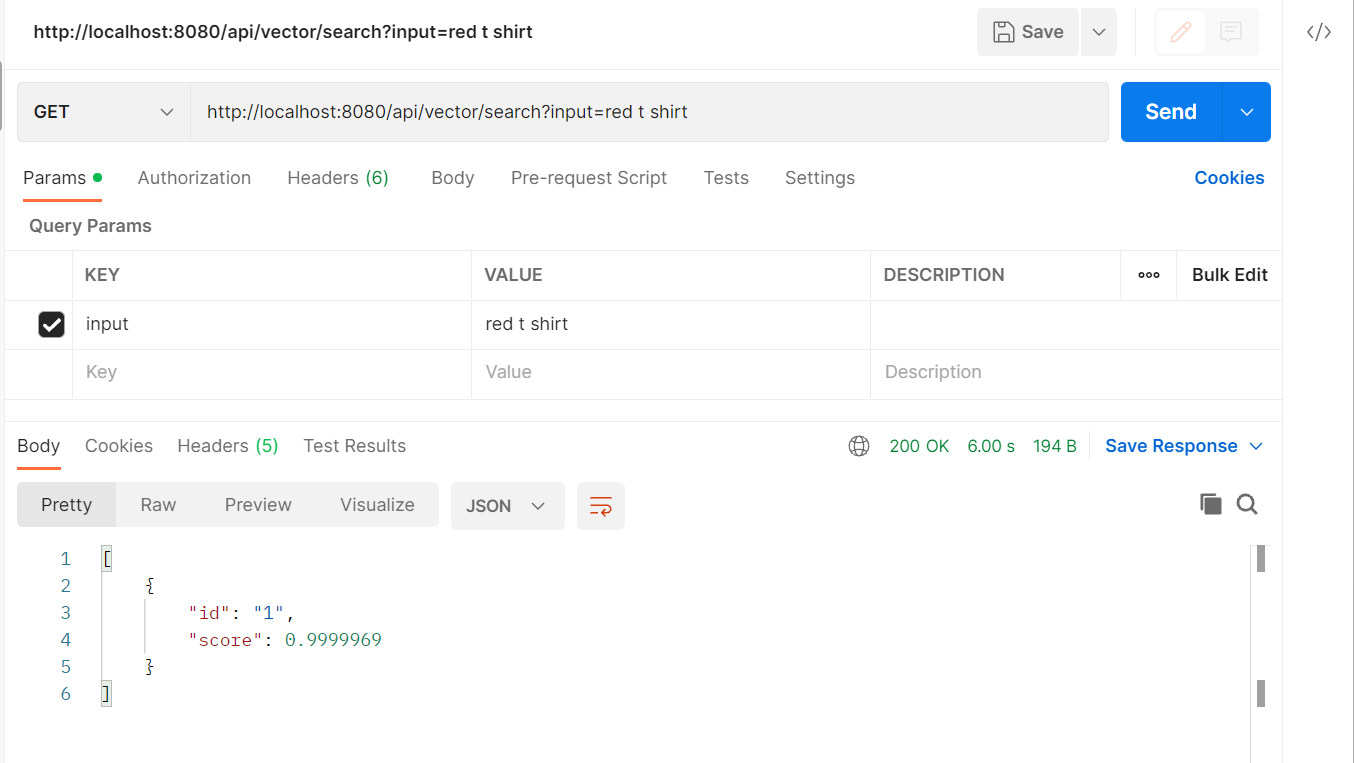 http://localhost:8080/api/vector/search?input=red t shirt
Save
</>
GET
http://localhost:8080/api/vector/search?input=red t shirt
Send
Params Authorization Headers (6) Body Pre-request Script Tests Settings Cookies
Query Params
KEY VALUE DESCRIPTION ooo Bulk Edit
input red t shirt
Key Value Description
Body Cookies Headers (5) Test Results 200 OK 6.00 s 194 B Save Response
Pretty Raw Preview Visualize JSON
1 [
2 {
3 "id": "1",
4 "score": 0.9999969
5 }
6 ]